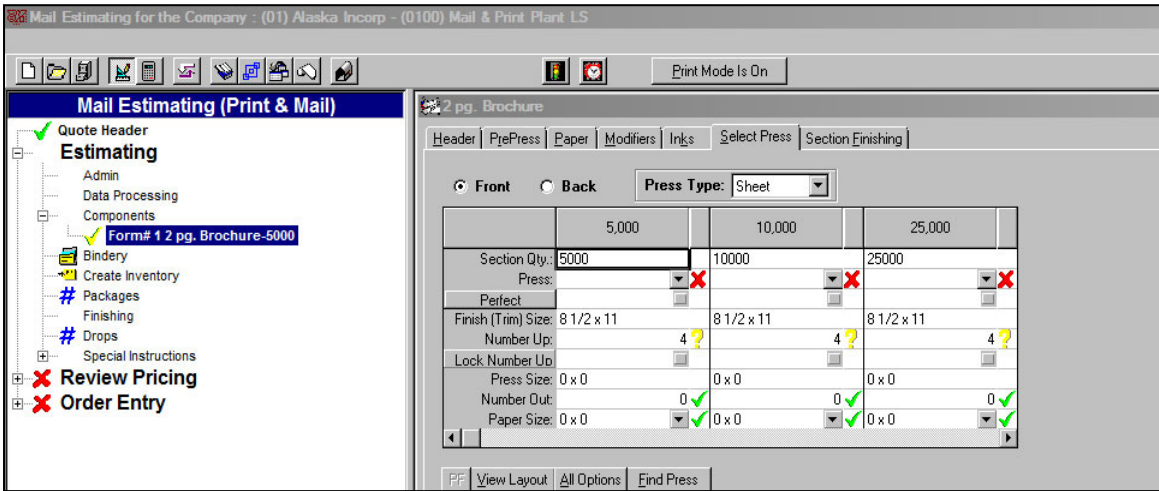 Mail Estimating for the Company : (01) Alaska Incorp - (0100) Mail & Print Plant LS
Print Mode Is On
Mail Estimating (Print & Mail)
Quote Header
Estimating
Admin
Data Processing
Components
Form# 1 2 pg. Brochure-5000
Bindery
Create Inventory
# Packages
Finishing
# Drops
Special Instructions
Review Pricing
Order Entry
2 pg. Brochure
Header PrePress Paper Modifiers Inks Select Press Section Finishing
Front Back Press Type: Sheet
5,000 10,000 25,000
Section Qty.: 5000 10000 25000
Press:
Perfect
Finish (Trim) Size: 8 1/2 x 11 8 1/2 x 11 8 1/2 x 11
Number Up: 4 ? 4 ? 4 ?
Lock Number Up
Press Size: 0 x 0 0 x 0 0 x 0
Number Out: 0 0 0
Paper Size: 0 x 0 0 x 0 0 x 0
PF View Layout All Options Find Press